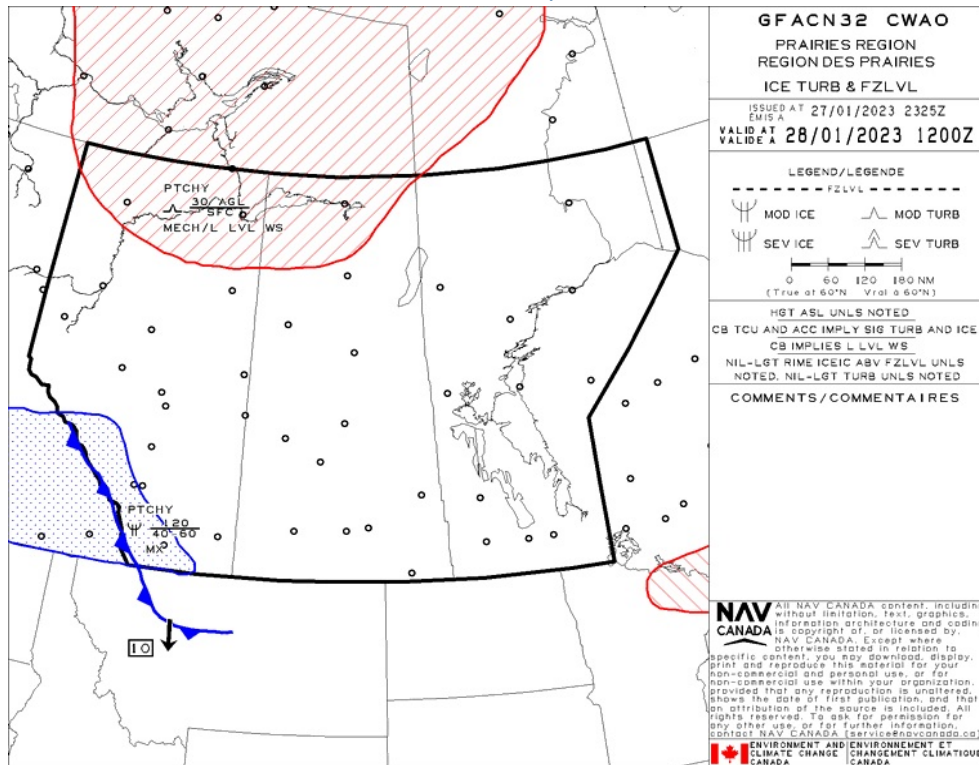 GFACN32 CWAO
PRAIRIES REGION
REGION DES PRAIRIES
ICE TURB & FZLVL
ISSUED AT
ÉMIS A
27/01/2023 2325Z
VALID AT
VALIDE A
28/01/2023 1200Z
LEGEND/LÉGENDE
FZLVL
MOD ICE
MOD TURB
SEV ICE
SEV TURB
0 60 120 180 NM
(True at 60°N Vrai à 60°N)
HGT ASL UNLS NOTED
CB TCU AND ACC IMPLY SIG TURB AND ICE
CB IMPLIES L LVL WS
NIL-LGT RIME ICEIC ABV FZLVL UNLS
NOTED. NIL-LGT TURB UNLS NOTED
COMMENTS/COMMENTAIRES
PTCHY
30/AGL
SFC
MECH/L LVL WS
PTCHY
120
40-60
MX
10
NAV
CANADA
All NAV CANADA content, including
without limitation, text, graphics,
information architecture and coding
is copyright of, or licensed by,
NAV CANADA. Except where
otherwise stated in relation to
specific content, you may download, display,
print and reproduce this material for your
non-commercial and personal use, or for
non-commercial use within your organization,
provided that any reproduction is unaltered,
shows the date of first publication, and that
an attribution of the source is included. All
rights reserved. To ask for permission for
any other use, or for further information,
contact NAV CANADA [service@navcanada.ca]
ENVIRONMENT AND
CLIMATE CHANGE
CANADA
ENVIRONNEMENT ET
CHANGEMENT CLIMATIQUE
CANADA